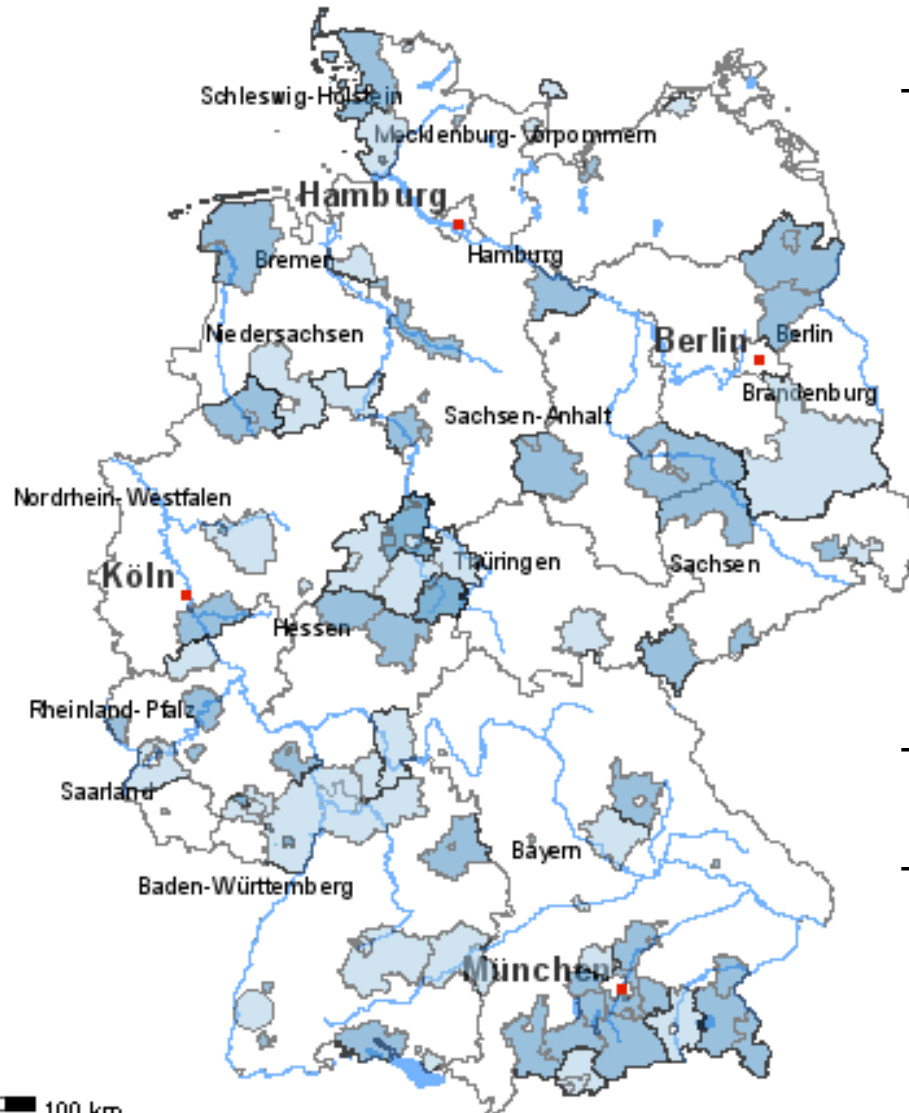 Schleswig-Holstein
Mecklenburg-Vorpommern
Hamburg
Hamburg
Bremen
Niedersachsen
Berlin
Berlin
Brandenburg
Sachsen-Anhalt
Nordrhein-Westfalen
Thüringen
Sachsen
Köln
Hessen
Rheinland-Pfalz
Saarland
Bayern
Baden-Württemberg
München
100 km